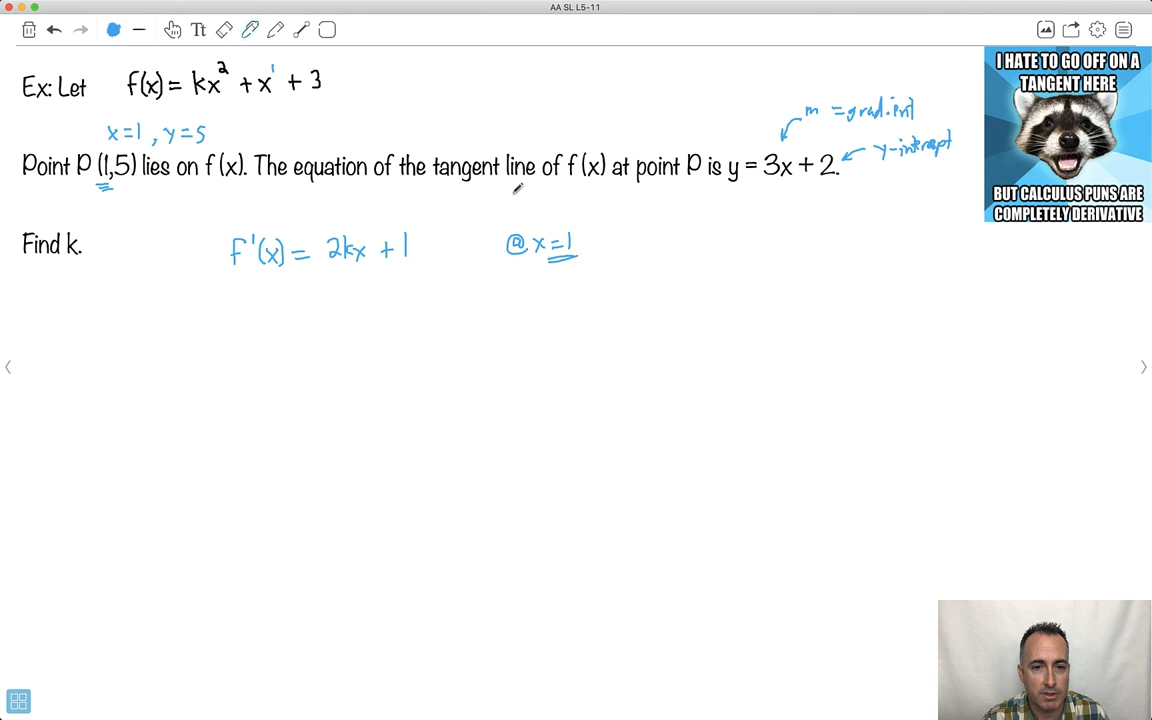 AA SL L5-11
Tt
Ex: Let f(x) = kx² + x¹ + 3
I HATE TO GO OFF ON A
TANGENT HERE
m = gradient
x=1 , y=5
y-intercept
Point P (1,5) lies on f (x). The equation of the tangent line of f (x) at point P is y = 3x + 2.
BUT CALCULUS PUNS ARE
COMPLETELY DERIVATIVE
Find k. f'(x) = 2kx + 1 @ x=1